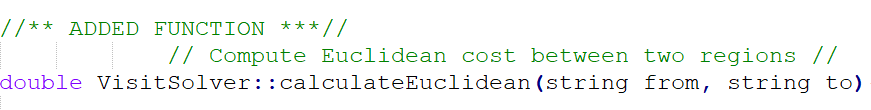 //** ADDED FUNCTION ***//
// Compute Euclidean cost between two regions //
double VisitSolver::calculateEuclidean(string from, string to)